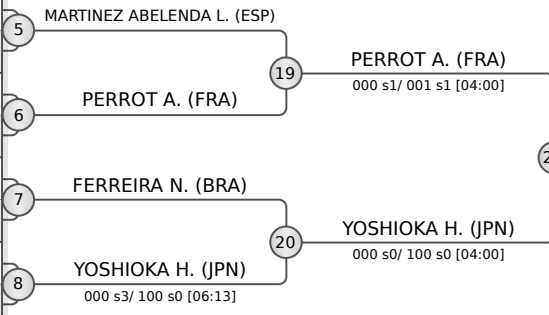 5
MARTINEZ ABELENDA L. (ESP)
19
PERROT A. (FRA)
000 s1/ 001 s1 [04:00]
6
PERROT A. (FRA)
7
FERREIRA N. (BRA)
20
YOSHIOKA H. (JPN)
000 s0/ 100 s0 [04:00]
8
YOSHIOKA H. (JPN)
000 s3/ 100 s0 [06:13]